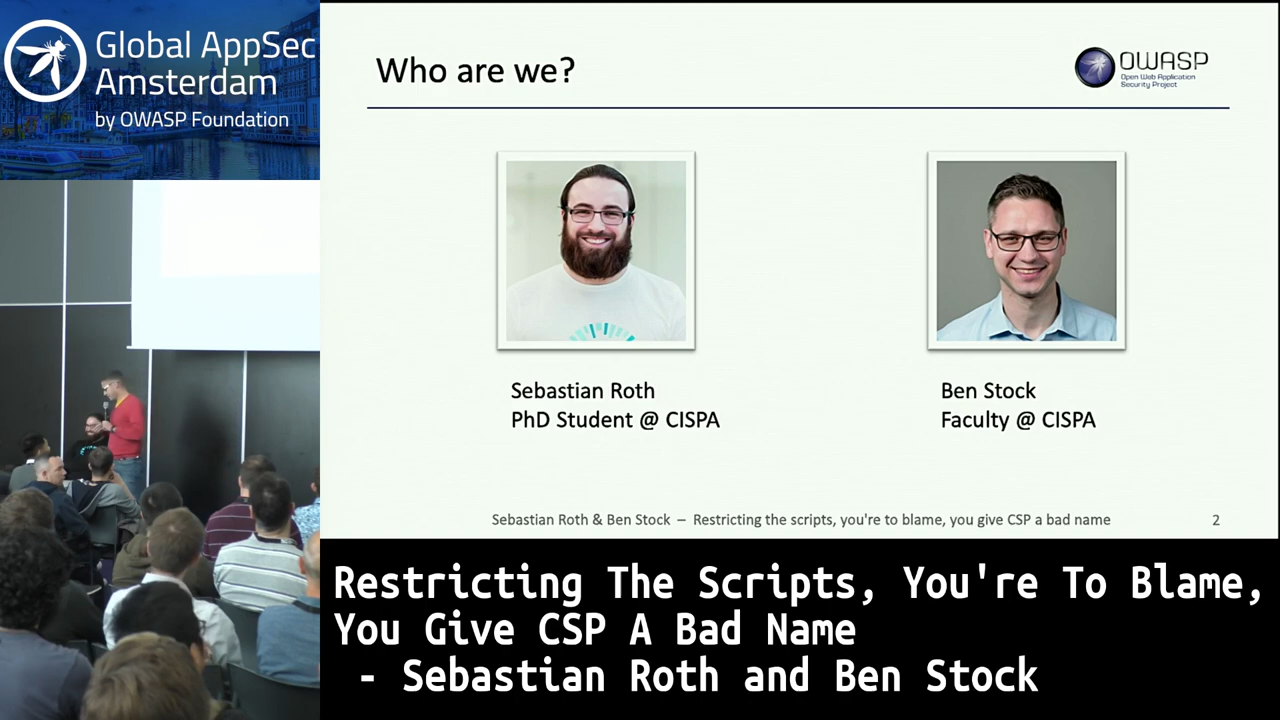 Global AppSec
Amsterdam
by OWASP Foundation
Who are we?
OWASP
Open Web Application
Security Project
Sebastian Roth
PhD Student @ CISPA
Ben Stock
Faculty @ CISPA
Sebastian Roth & Ben Stock – Restricting the scripts, you're to blame, you give CSP a bad name
2
Restricting The Scripts, You're To Blame,
You Give CSP A Bad Name
- Sebastian Roth and Ben Stock